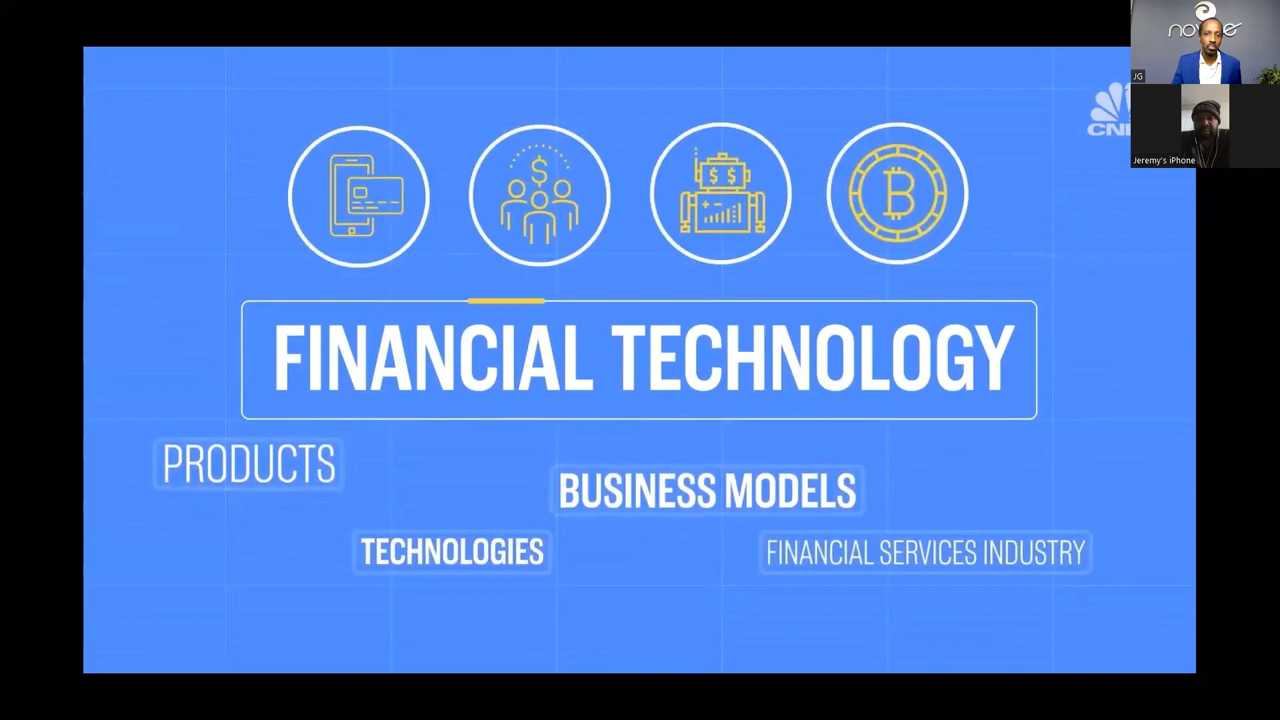 JG
Jeremy's iPhone
FINANCIAL TECHNOLOGY
PRODUCTS
BUSINESS MODELS
TECHNOLOGIES
FINANCIAL SERVICES INDUSTRY